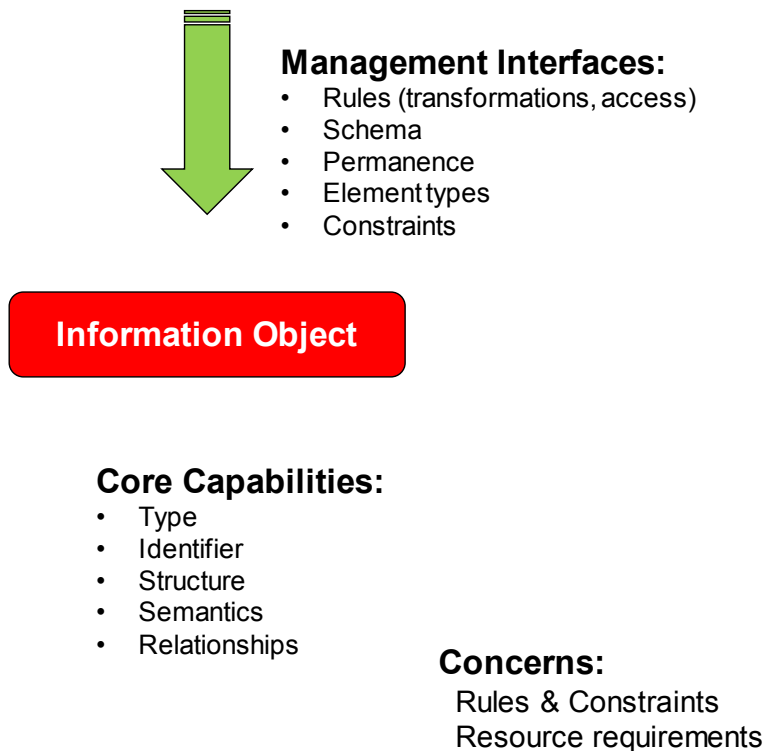 Management Interfaces:
• Rules (transformations, access)
• Schema
• Permanence
• Element types
• Constraints
Information Object
Core Capabilities:
• Type
• Identifier
• Structure
• Semantics
• Relationships
Concerns:
Rules & Constraints
Resource requirements